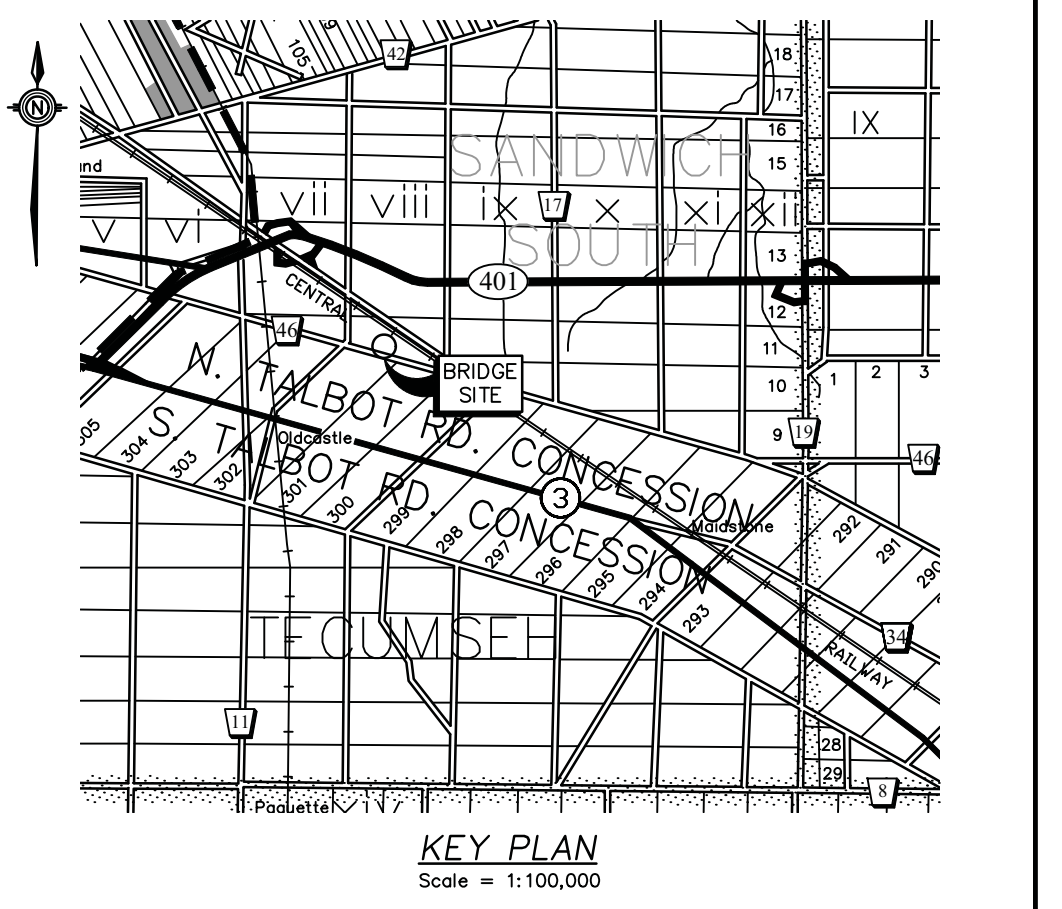 9
105
42
18
17
16
15
13
12
11
10
9
IX
N
SANDWICH
SOUTH
v
vi
vii
viii
ix
x
xi
xii
17
401
CENTRAL
46
BRIDGE
SITE
1
2
3
19
46
N. TALBOT RD. CONCESSION
S. TALBOT RD. CONCESSION
Oldcastle
3
Maidstone
304
303
302
301
300
299
298
297
296
295
294
293
292
291
290
34
RAILWAY
TECUMSEH
11
28
29
8
Paquette
KEY PLAN
Scale = 1:100,000